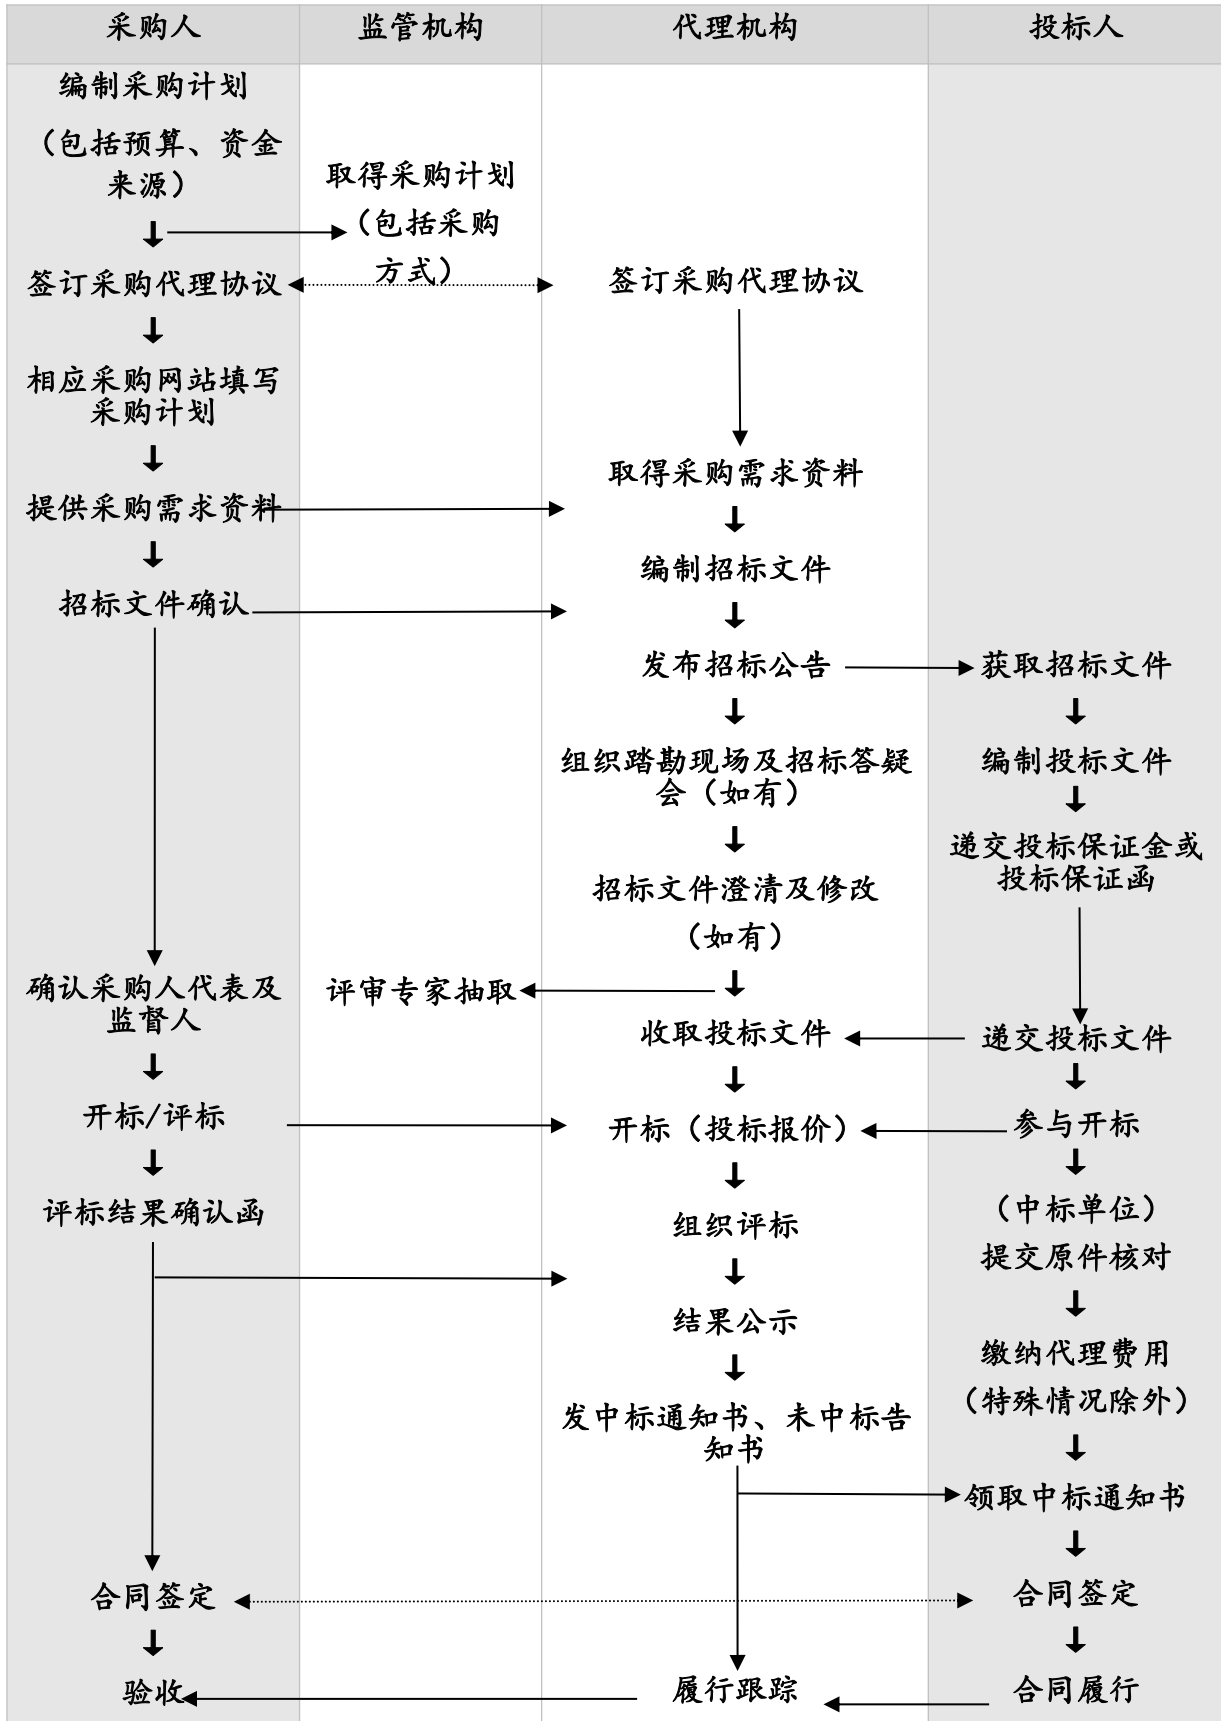 采购人
监管机构
代理机构
投标人
编制采购计划
（包括预算、资金
来源）
取得采购计划
（包括采购
方式）
签订采购代理协议
签订采购代理协议
相应采购网站填写
采购计划
取得采购需求资料
提供采购需求资料
编制招标文件
招标文件确认
发布招标公告
获取招标文件
组织踏勘现场及招标答疑
会（如有）
编制投标文件
递交投标保证金或
投标保证函
招标文件澄清及修改
（如有）
确认采购人代表及
监督人
评审专家抽取
收取投标文件
递交投标文件
开标/评标
开标（投标报价）
参与开标
评标结果确认函
组织评标
（中标单位）
提交原件核对
结果公示
缴纳代理费用
（特殊情况除外）
发中标通知书、未中标告
知书
领取中标通知书
合同签定
合同签定
验收
履行跟踪
合同履行